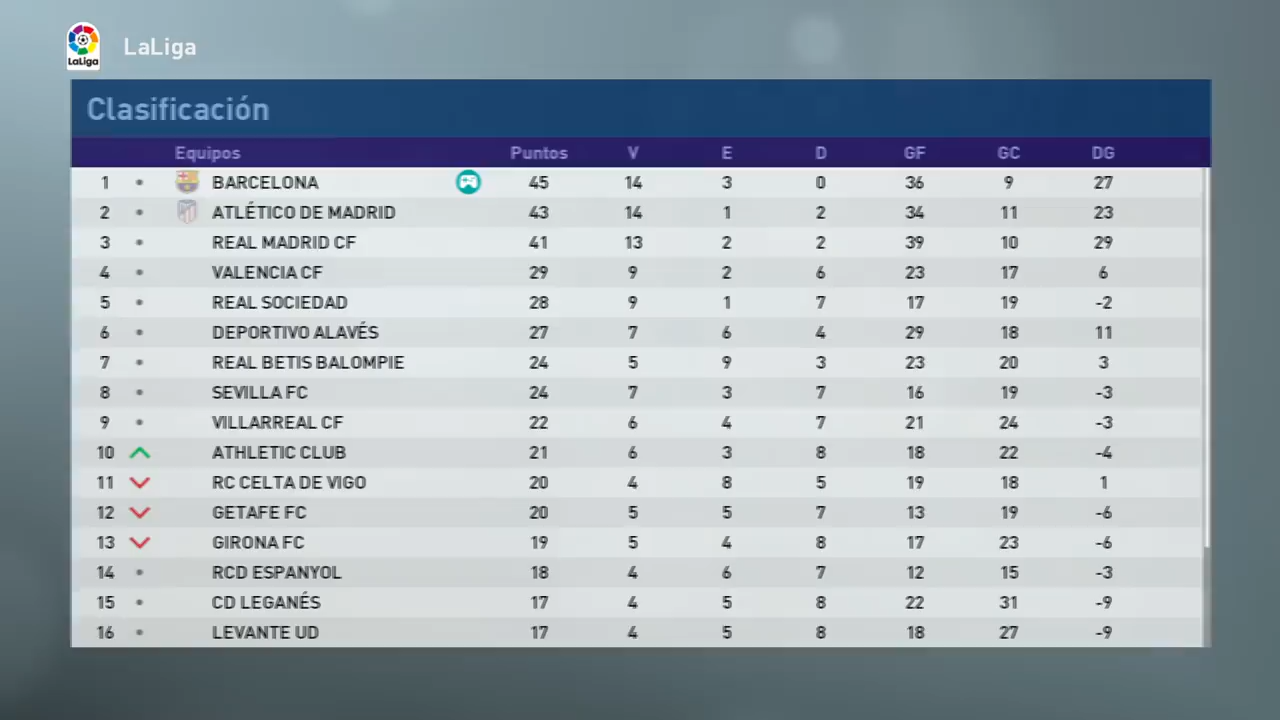 LaLiga
LaLiga
Clasificación
Equipos Puntos V E D GF GC DG
1 BARCELONA 45 14 3 0 36 9 27
2 ATLÉTICO DE MADRID 43 14 1 2 34 11 23
3 REAL MADRID CF 41 13 2 2 39 10 29
4 VALENCIA CF 29 9 2 6 23 17 6
5 REAL SOCIEDAD 28 9 1 7 17 19 -2
6 DEPORTIVO ALAVÉS 27 7 6 4 29 18 11
7 REAL BETIS BALOMPIE 24 5 9 3 23 20 3
8 SEVILLA FC 24 7 3 7 16 19 -3
9 VILLARREAL CF 22 6 4 7 21 24 -3
10 ATHLETIC CLUB 21 6 3 8 18 22 -4
11 RC CELTA DE VIGO 20 4 8 5 19 18 1
12 GETAFE FC 20 5 5 7 13 19 -6
13 GIRONA FC 19 5 4 8 17 23 -6
14 RCD ESPANYOL 18 4 6 7 12 15 -3
15 CD LEGANÉS 17 4 5 8 22 31 -9
16 LEVANTE UD 17 4 5 8 18 27 -9